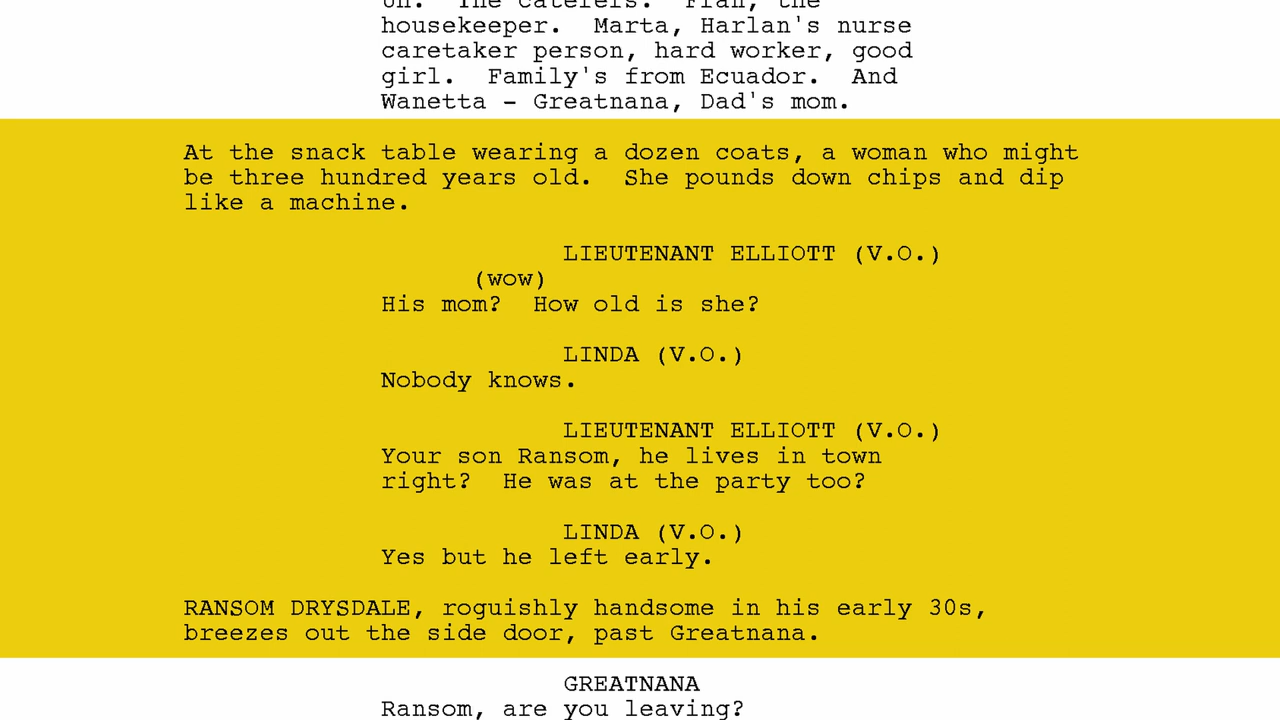 on. The caterers. Fran, the
housekeeper. Marta, Harlan's nurse
caretaker person, hard worker, good
girl. Family's from Ecuador. And
Wanetta – Greatnana, Dad's mom.
At the snack table wearing a dozen coats, a woman who might
be three hundred years old. She pounds down chips and dip
like a machine.
LIEUTENANT ELLIOTT (V.O.)
(wow)
His mom? How old is she?
LINDA (V.O.)
Nobody knows.
LIEUTENANT ELLIOTT (V.O.)
Your son Ransom, he lives in town
right? He was at the party too?
LINDA (V.O.)
Yes but he left early.
RANSOM DRYSDALE, roguishly handsome in his early 30s,
breezes out the side door, past Greatnana.
GREATNANA
Ransom, are you leaving?